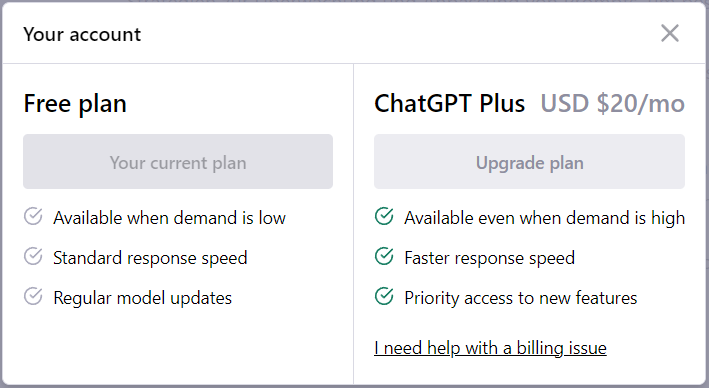 Your account
Free plan
Your current plan
Available when demand is low
Standard response speed
Regular model updates
ChatGPT Plus USD $20/mo
Upgrade plan
Available even when demand is high
Faster response speed
Priority access to new features
I need help with a billing issue